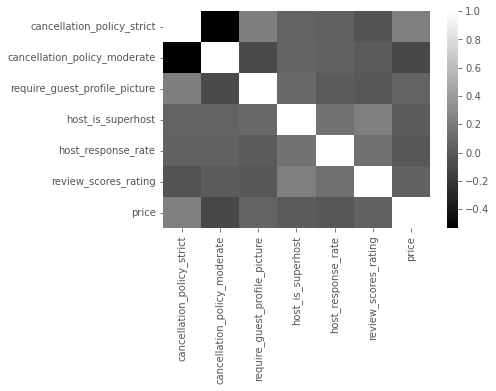 cancellation_policy_strict
cancellation_policy_moderate
require_guest_profile_picture
host_is_superhost
host_response_rate
review_scores_rating
price
cancellation_policy_strict
cancellation_policy_moderate
require_guest_profile_picture
host_is_superhost
host_response_rate
review_scores_rating
price
1.0
0.8
0.6
0.4
0.2
0.0
−0.2
−0.4